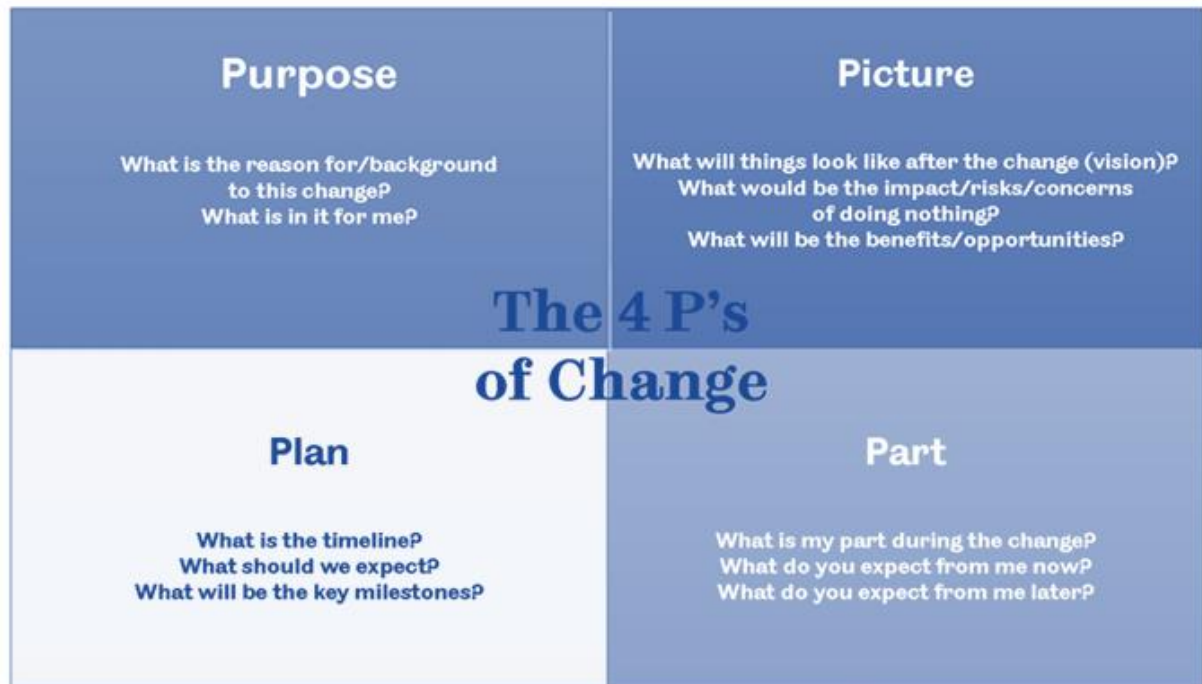 Purpose
What is the reason for/background
to this change?
What is in it for me?
Picture
What will things look like after the change (vision)?
What would be the impact/risks/concerns
of doing nothing?
What will be the benefits/opportunities?
The 4 P's
of Change
Plan
What is the timeline?
What should we expect?
What will be the key milestones?
Part
What is my part during the change?
What do you expect from me now?
What do you expect from me later?